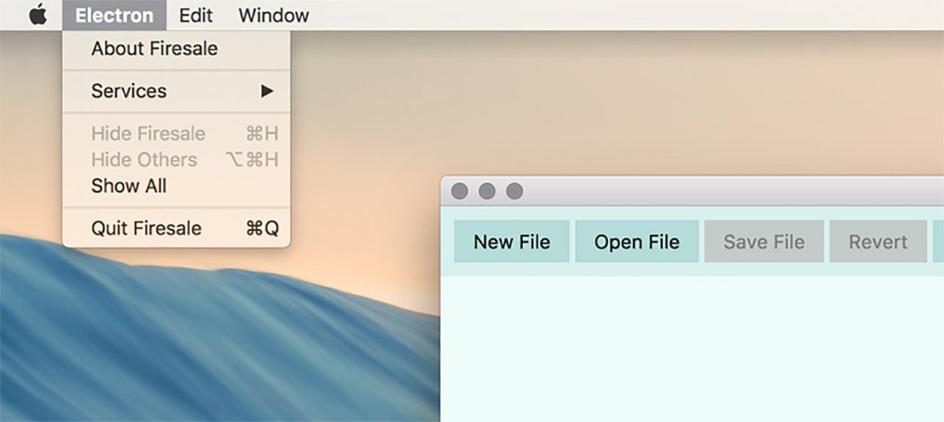 Electron Edit Window
About Firesale
Services ▶
Hide Firesale ⌘H
Hide Others ⌥⌘H
Show All
Quit Firesale ⌘Q
New File Open File Save File Revert